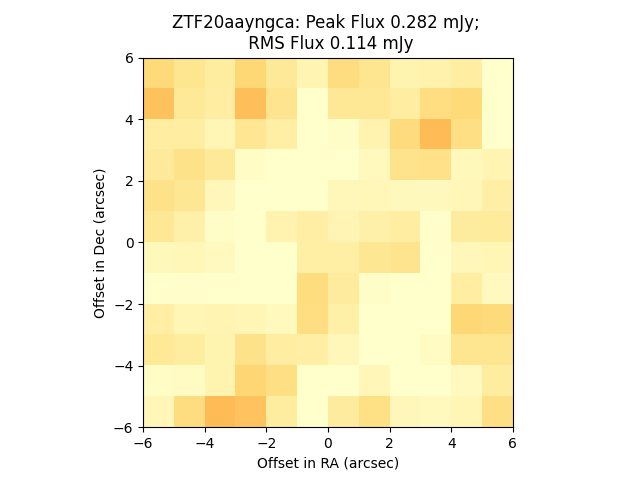 ZTF20aayngca: Peak Flux 0.282 mJy;
RMS Flux 0.114 mJy
6
4
2
0
−2
−4
−6
Offset in Dec (arcsec)
−6 −4 −2 0 2 4 6
Offset in RA (arcsec)